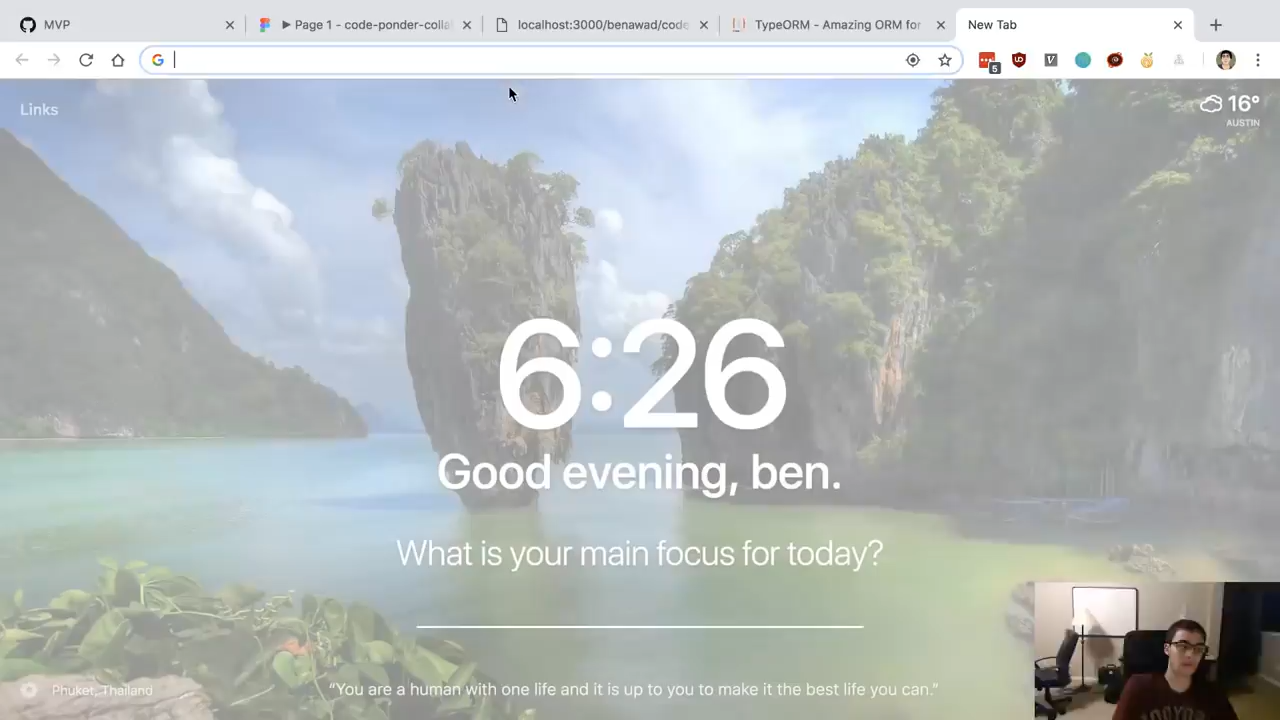 MVP
Page 1 - code-ponder-colla
localhost:3000/benawad/code
TypeORM - Amazing ORM for
New Tab
5
Links
16°
AUSTIN
6:26
Good evening, ben.
What is your main focus for today?
Phuket, Thailand
“You are a human with one life and it is up to you to make it the best life you can.”